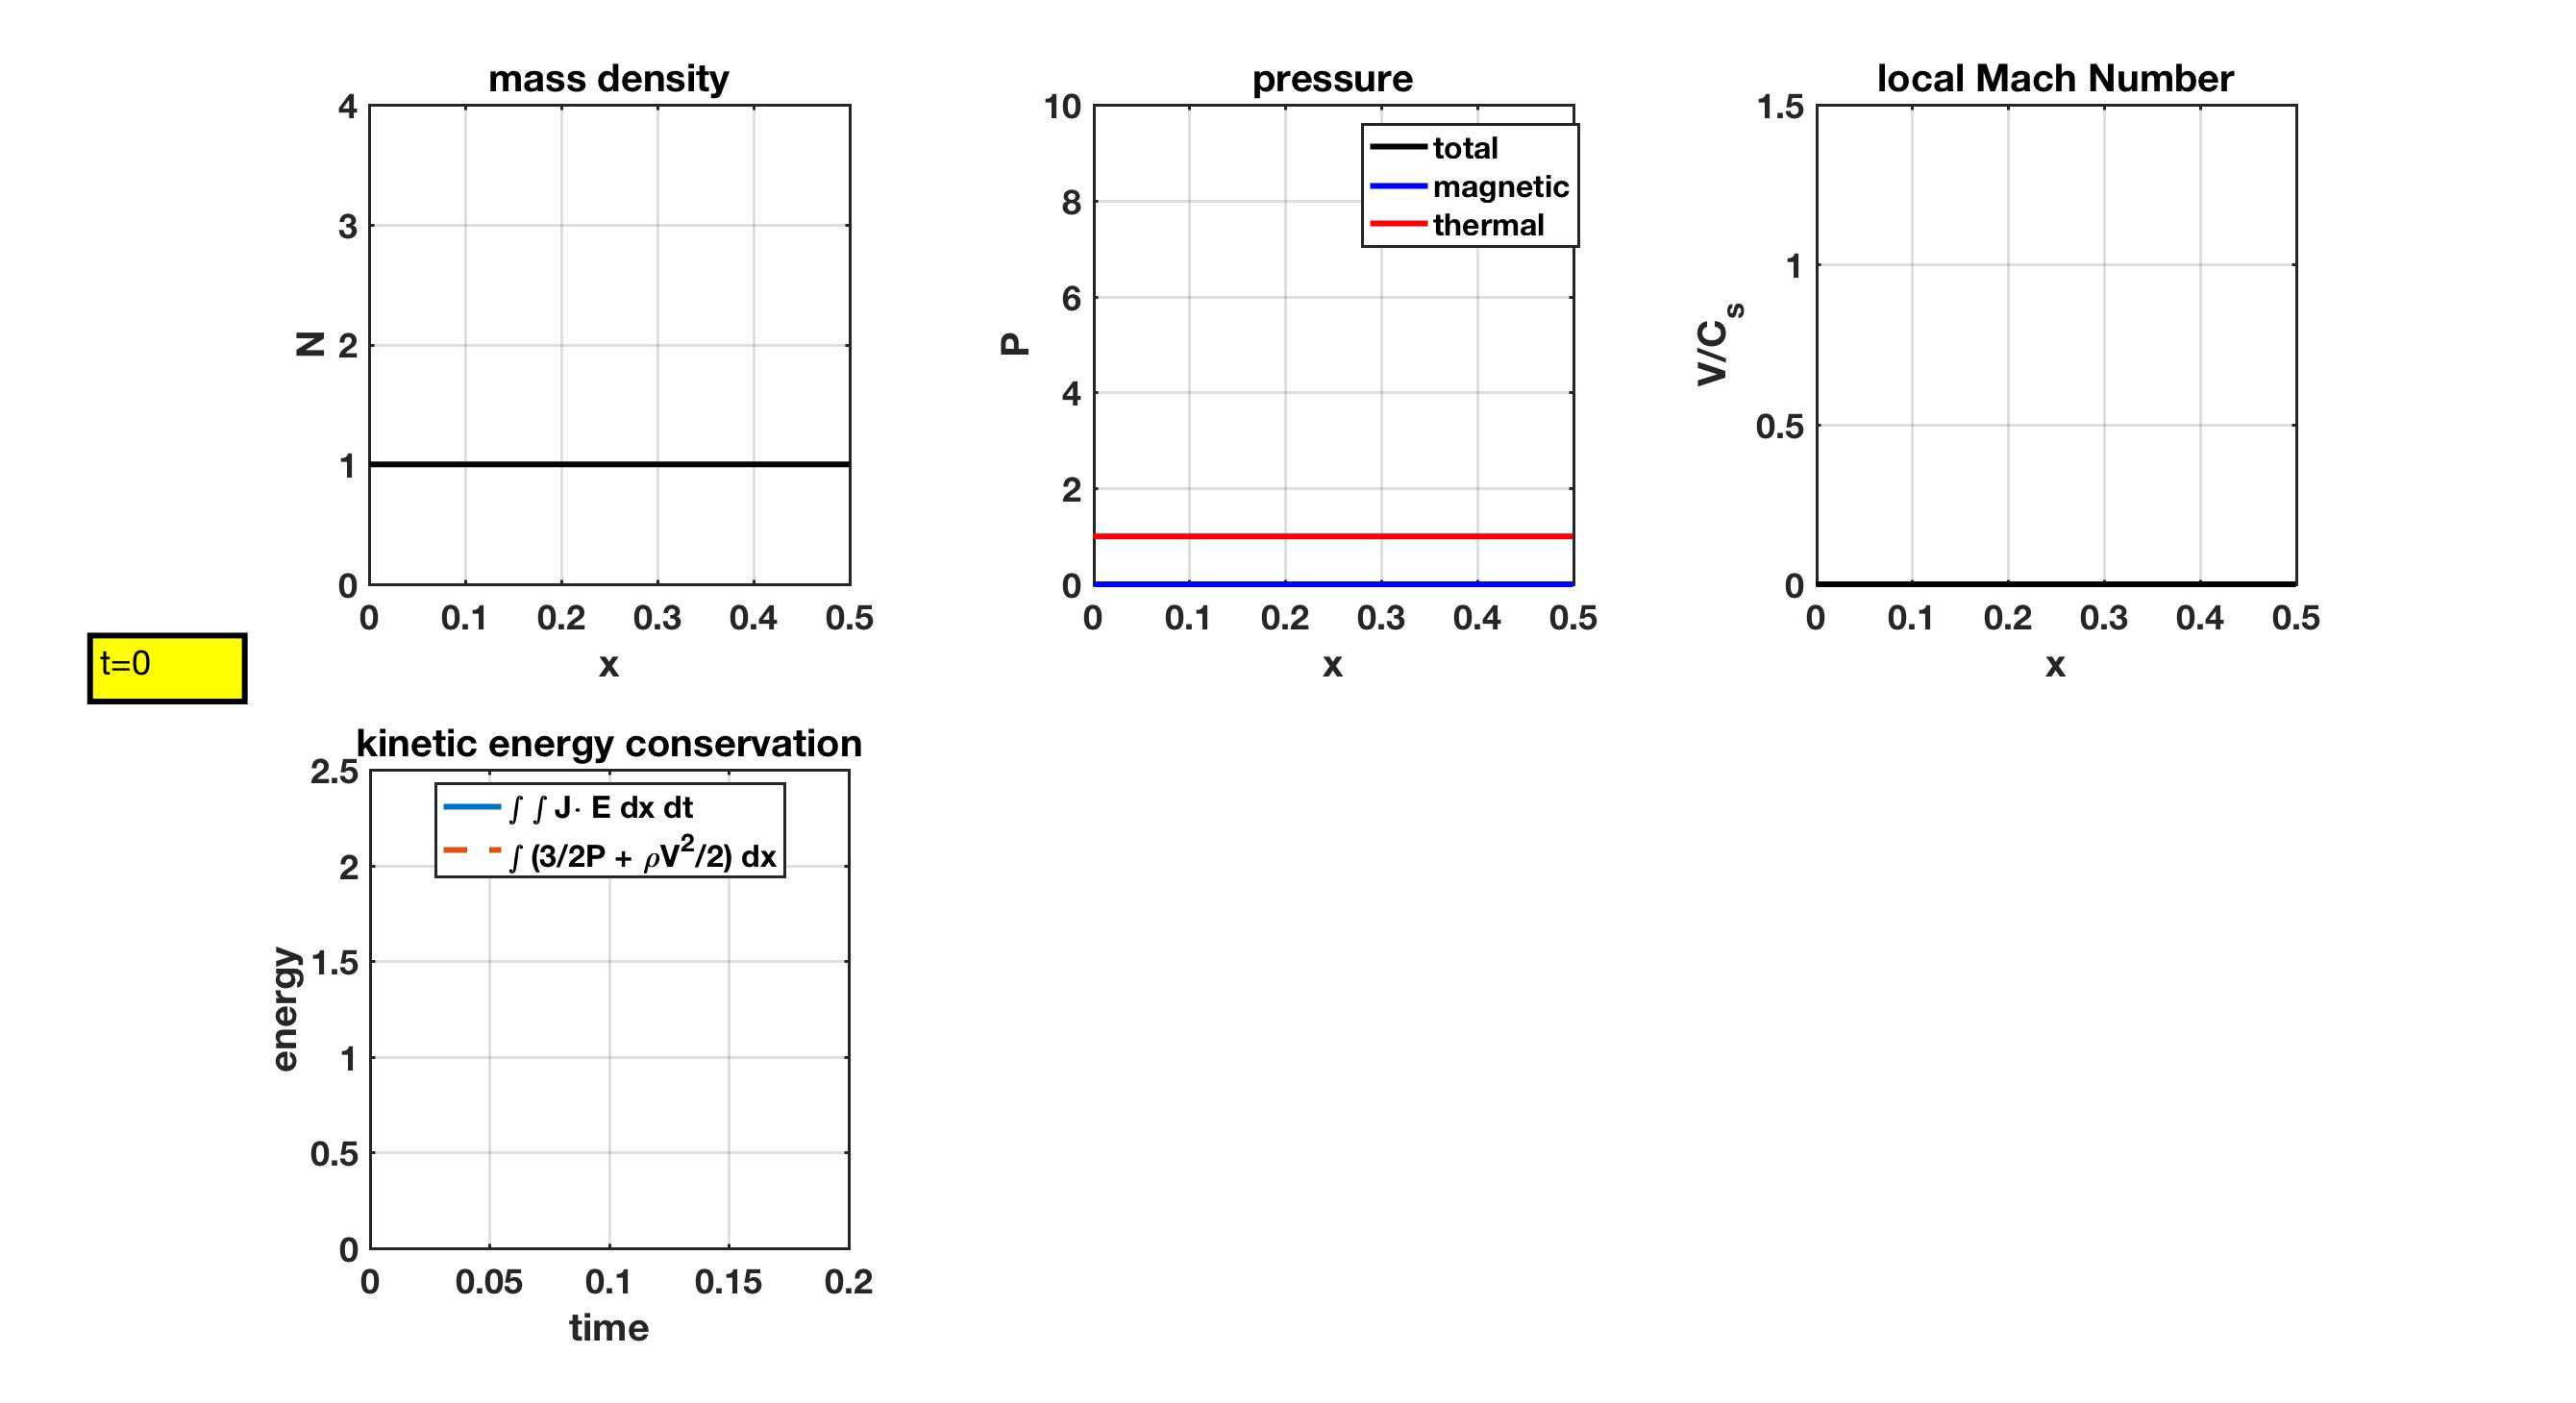 mass density
4
3
2
1
0
N
0 0.1 0.2 0.3 0.4 0.5
x
pressure
10
8
6
4
2
0
P
total
magnetic
thermal
0 0.1 0.2 0.3 0.4 0.5
x
local Mach Number
1.5
1
0.5
0
V/Cs
0 0.1 0.2 0.3 0.4 0.5
x
t=0
kinetic energy conservation
2.5
2
1.5
1
0.5
0
energy
∫ ∫ J· E dx dt
∫ (3/2P + ρV²/2) dx
0 0.05 0.1 0.15 0.2
time